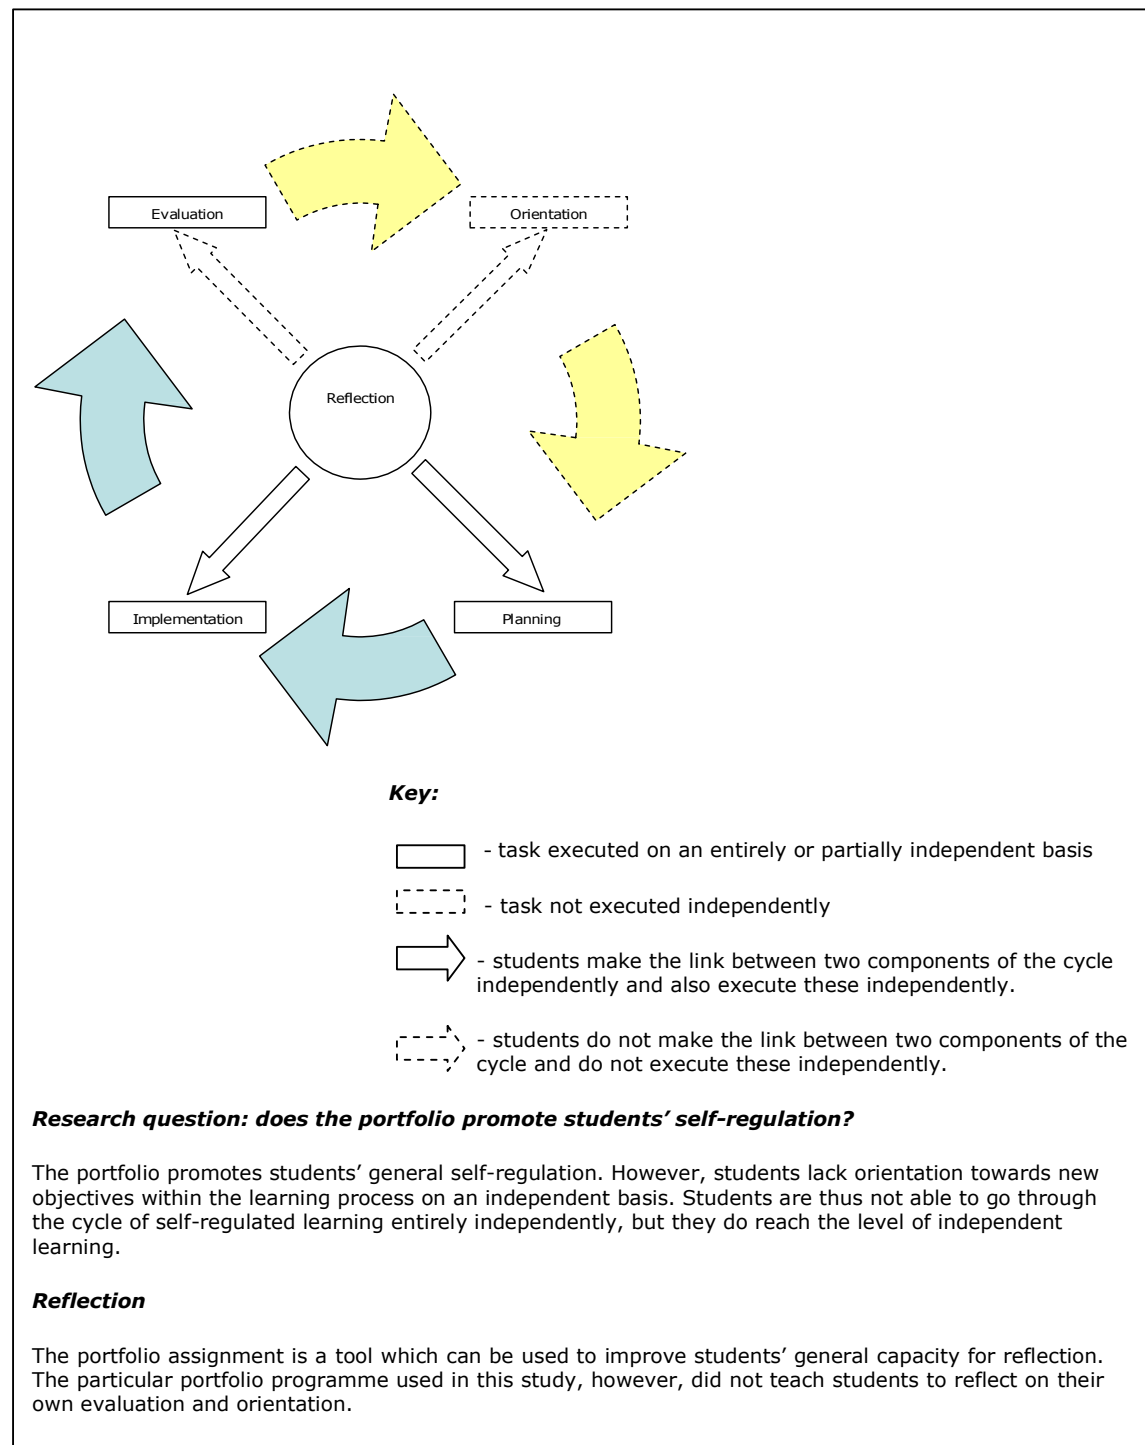 Evaluation
Orientation
Reflection
Implementation
Planning
Key:
- task executed on an entirely or partially independent basis
- task not executed independently
- students make the link between two components of the cycle
independently and also execute these independently.
- students do not make the link between two components of the
cycle and do not execute these independently.
Research question: does the portfolio promote students’ self-regulation?
The portfolio promotes students’ general self-regulation. However, students lack orientation towards new
objectives within the learning process on an independent basis. Students are thus not able to go through
the cycle of self-regulated learning entirely independently, but they do reach the level of independent
learning.
Reflection
The portfolio assignment is a tool which can be used to improve students’ general capacity for reflection.
The particular portfolio programme used in this study, however, did not teach students to reflect on their
own evaluation and orientation.